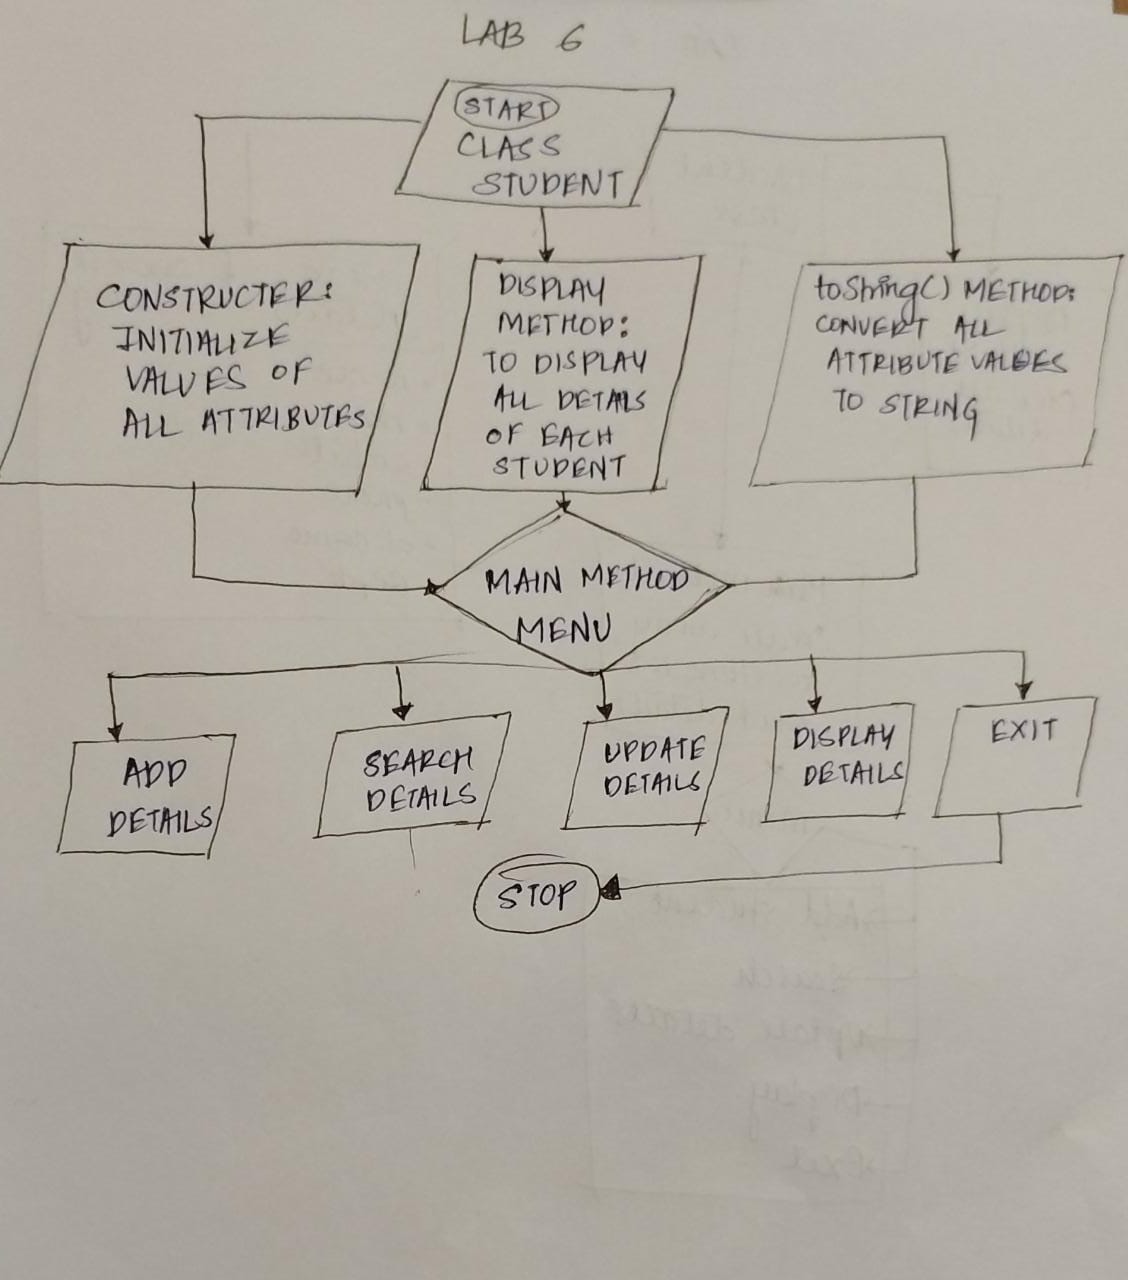 LAB 6
START
CLASS
STUDENT
CONSTRUCTER:
INITIALIZE
VALUES OF
ALL ATTRIBUTES
DISPLAY
METHOD:
TO DISPLAY
ALL DETAILS
OF EACH
STUDENT
toString() METHOD:
CONVERT ALL
ATTRIBUTE VALUES
TO STRING
MAIN METHOD
MENU
ADD
DETAILS
SEARCH
DETAILS
UPDATE
DETAILS
DISPLAY
DETAILS
EXIT
STOP